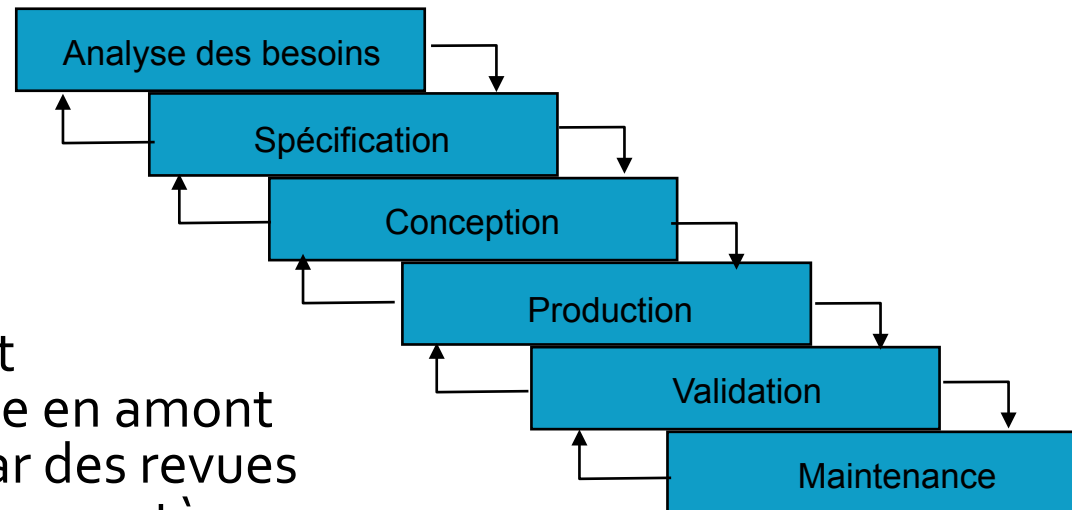 Analyse des besoins
Spécification
Conception
Production
Validation
Maintenance
e en amont
ar des revues